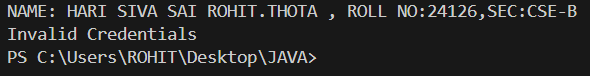 NAME: HARI SIVA SAI ROHIT.THOTA , ROLL NO:24126,SEC:CSE-B
Invalid Credentials
PS C:\Users\ROHIT\Desktop\JAVA>